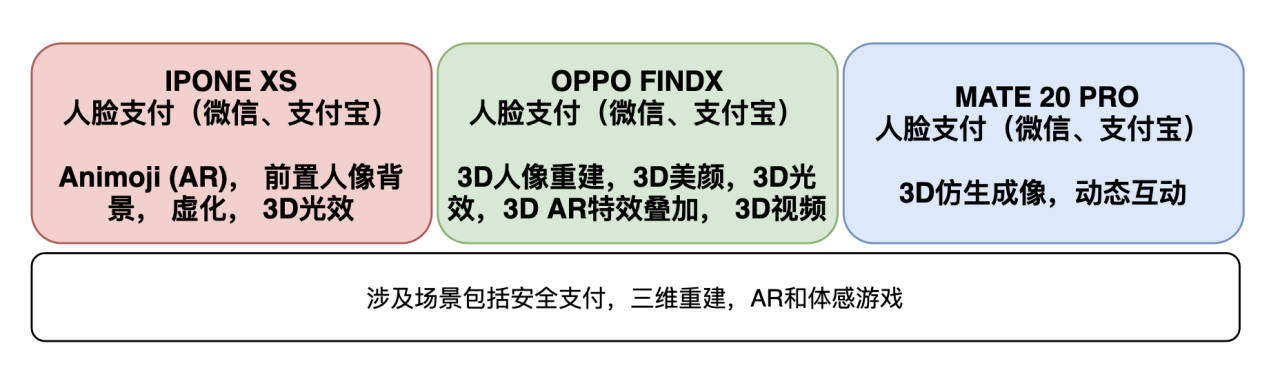 IPONE XS
人脸支付（微信、支付宝）
Animoji (AR)， 前置人像背
景， 虚化， 3D光效
OPPO FINDX
人脸支付（微信、支付宝）
3D人像重建，3D美颜，3D光
效，3D AR特效叠加， 3D视频
MATE 20 PRO
人脸支付（微信、支付宝）
3D仿生成像，动态互动
涉及场景包括安全支付，三维重建，AR和体感游戏